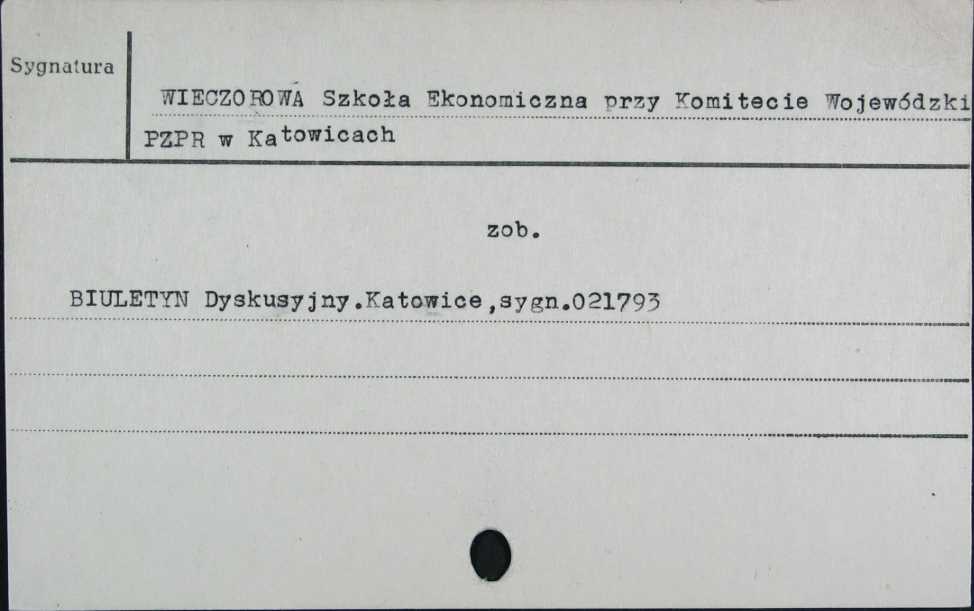 Sygnatura
WIECZOROWA Szkoła Ekonomiczna przy Komitecie Wojewódzki
PZPR w Katowicach
zob.
BIULETYN Dyskusyjny.Katowice,sygn.021793